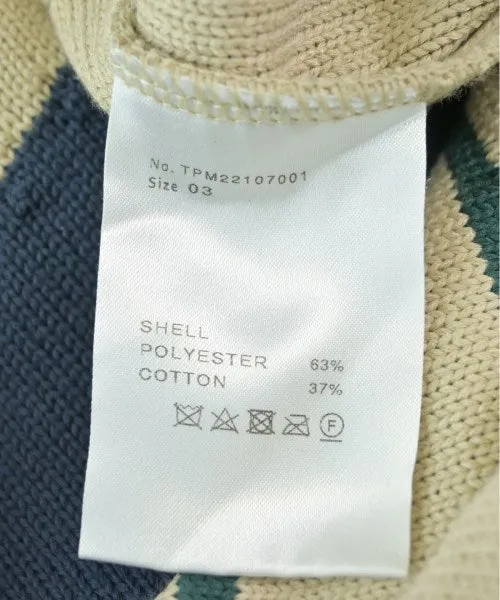 No. TPM22107001
Size 03
SHELL
POLYESTER 63%
COTTON 37%
F